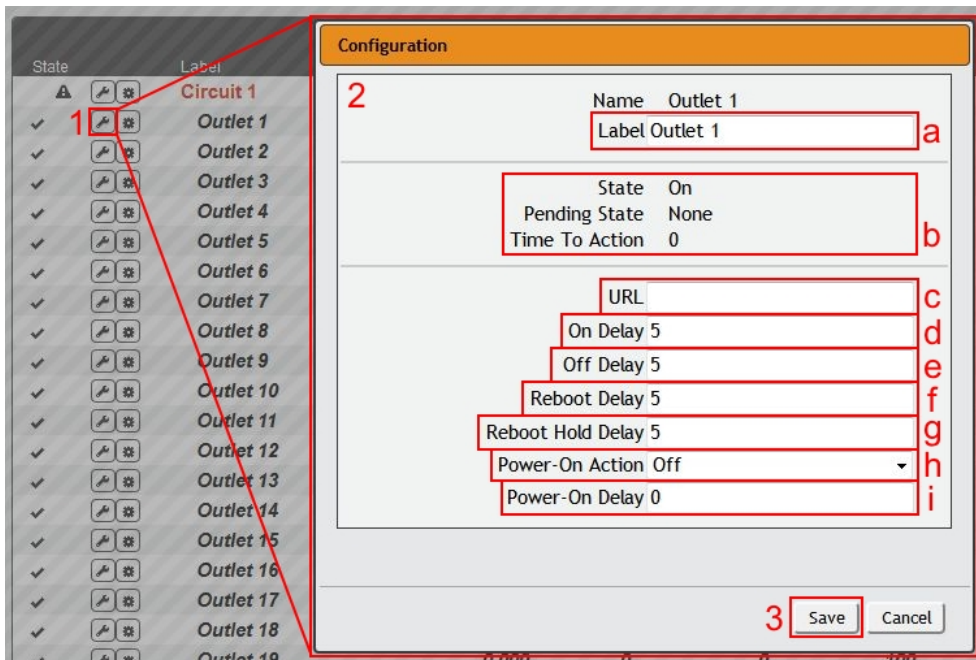 State Label
Circuit 1
1 Outlet 1
Outlet 2
Outlet 3
Outlet 4
Outlet 5
Outlet 6
Outlet 7
Outlet 8
Outlet 9
Outlet 10
Outlet 11
Outlet 12
Outlet 13
Outlet 14
Outlet 15
Outlet 16
Outlet 17
Outlet 18
Outlet 19
Configuration
2
Name Outlet 1
Label Outlet 1 a
State On
Pending State None
Time To Action 0 b
URL c
On Delay 5 d
Off Delay 5 e
Reboot Delay 5 f
Reboot Hold Delay 5 g
Power-On Action Off h
Power-On Delay 0 i
3 Save Cancel